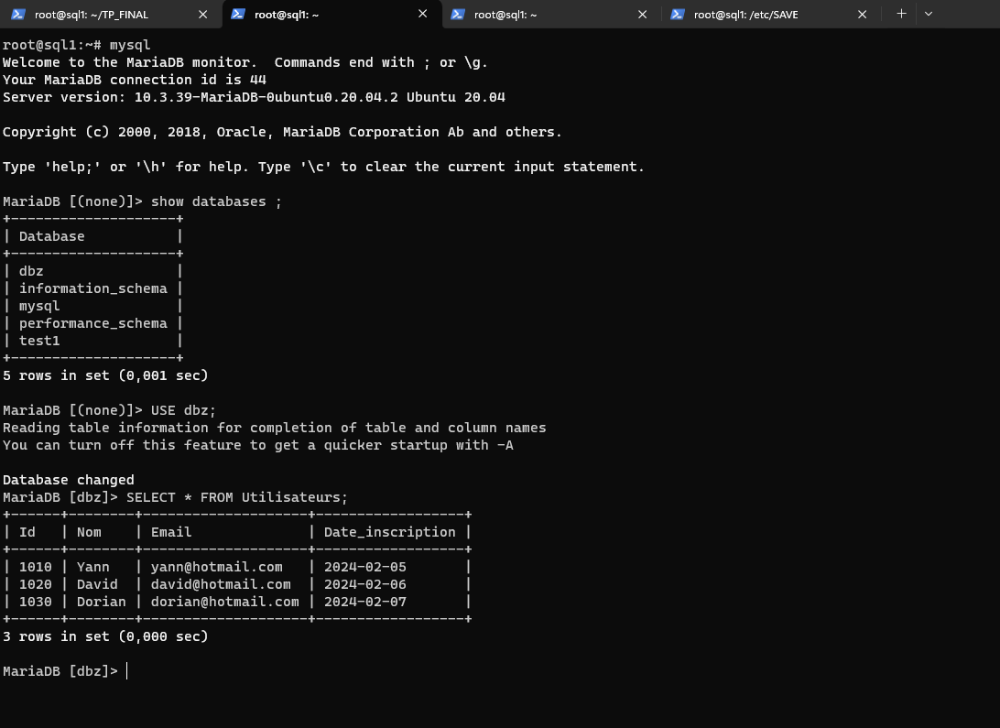 root@sql1: ~/TP_FINAL
root@sql1: ~
root@sql1: ~
root@sql1: /etc/SAVE
root@sql1:~# mysql
Welcome to the MariaDB monitor.  Commands end with ; or \g.
Your MariaDB connection id is 44
Server version: 10.3.39-MariaDB-0ubuntu0.20.04.2 Ubuntu 20.04
Copyright (c) 2000, 2018, Oracle, MariaDB Corporation Ab and others.
Type 'help;' or '\h' for help. Type '\c' to clear the current input statement.
MariaDB [(none)]> show databases ;
+--------------------+
| Database           |
+--------------------+
| dbz                |
| information_schema |
| mysql              |
| performance_schema |
| test1              |
+--------------------+
5 rows in set (0,001 sec)
MariaDB [(none)]> USE dbz;
Reading table information for completion of table and column names
You can turn off this feature to get a quicker startup with -A
Database changed
MariaDB [dbz]> SELECT * FROM Utilisateurs;
+------+--------+--------------------+------------------+
| Id   | Nom    | Email              | Date_inscription |
+------+--------+--------------------+------------------+
| 1010 | Yann   | yann@hotmail.com   | 2024-02-05       |
| 1020 | David  | david@hotmail.com  | 2024-02-06       |
| 1030 | Dorian | dorian@hotmail.com | 2024-02-07       |
+------+--------+--------------------+------------------+
3 rows in set (0,000 sec)
MariaDB [dbz]>